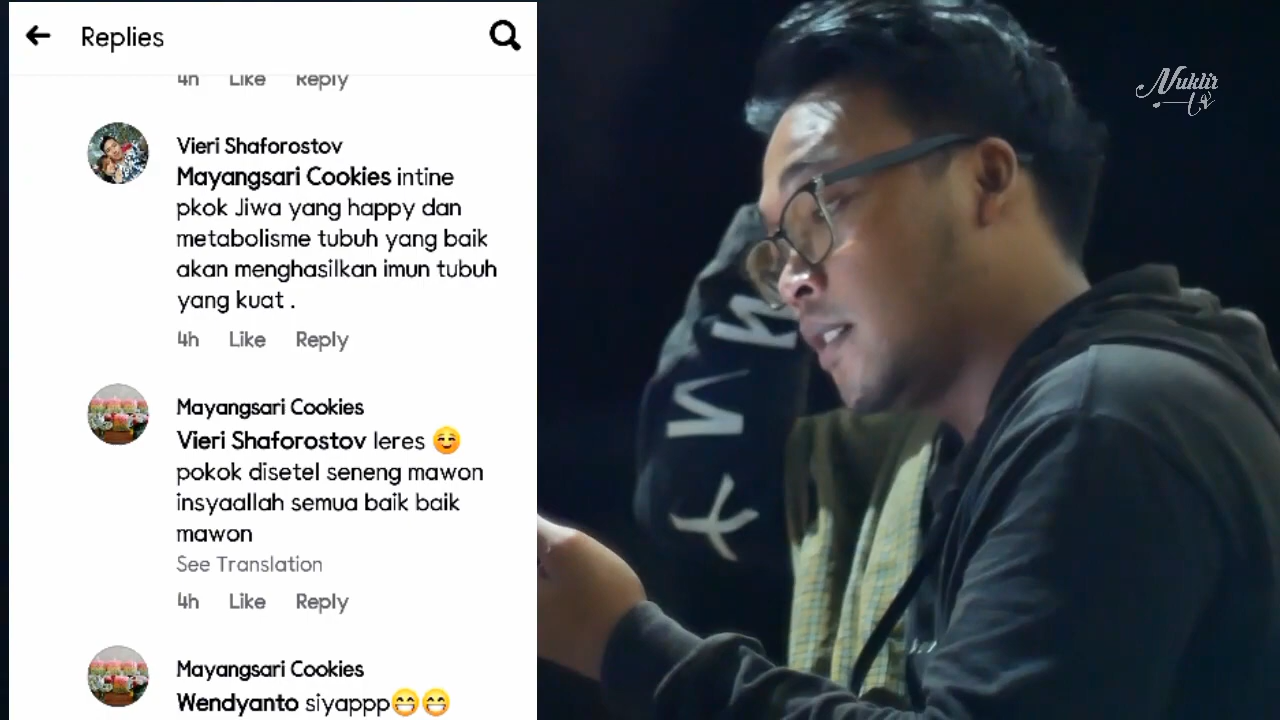 Replies
4h Like Reply
Vieri Shaforostov
Mayangsari Cookies intine
pkok Jiwa yang happy dan
metabolisme tubuh yang baik
akan menghasilkan imun tubuh
yang kuat .
4h Like Reply
Mayangsari Cookies
Vieri Shaforostov leres ☺️
pokok disetel seneng mawon
insyaallah semua baik baik
mawon
See Translation
4h Like Reply
Mayangsari Cookies
Wendyanto siyappp😁😁
Nuklir